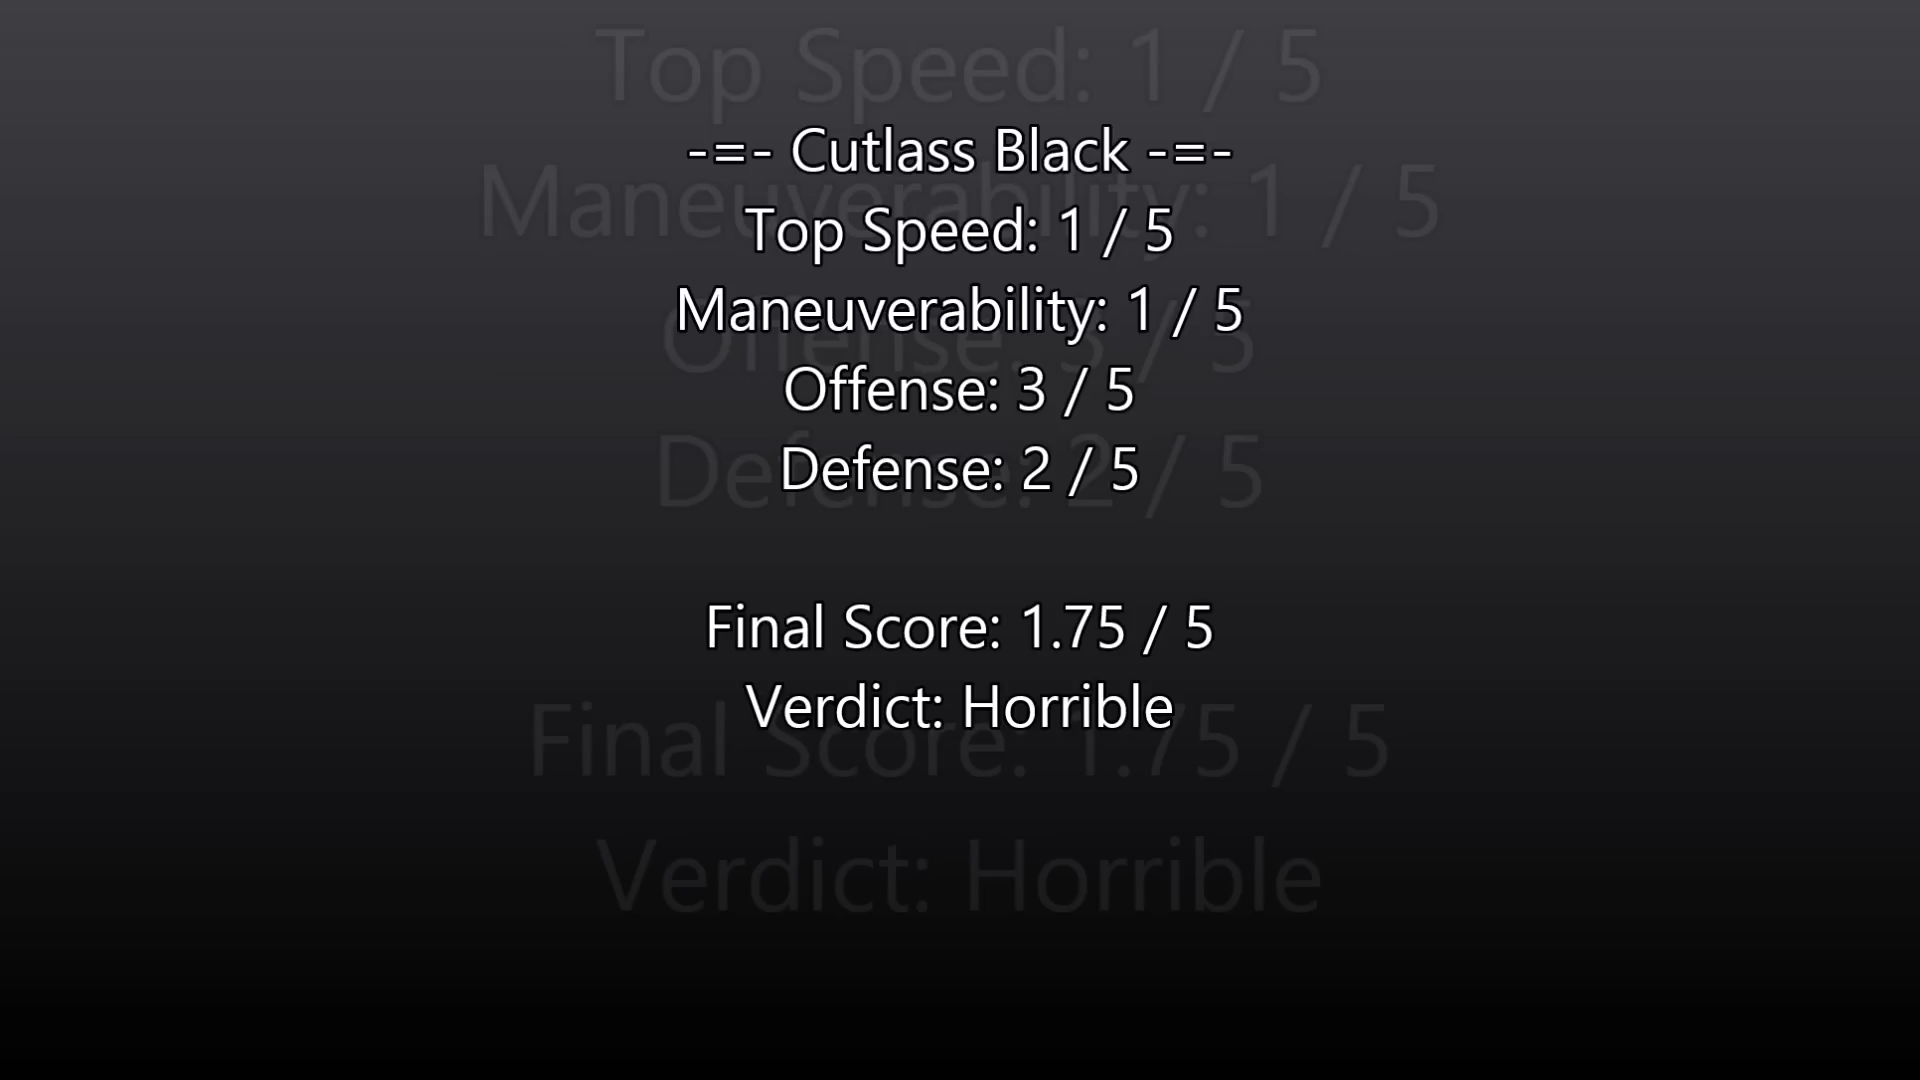 -=- Cutlass Black -=-
Top Speed: 1 / 5
Maneuverability: 1 / 5
Offense: 3 / 5
Defense: 2 / 5
Final Score: 1.75 / 5
Verdict: Horrible